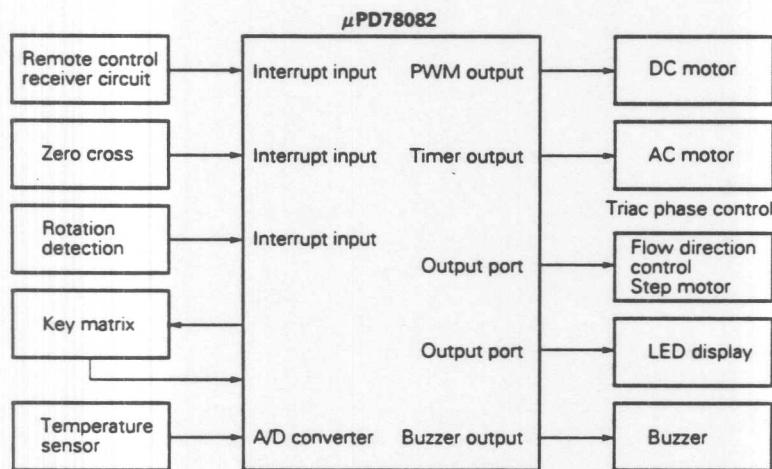 μPD78082
Remote control
receiver circuit
Interrupt input
PWM output
DC motor
Zero cross
Interrupt input
Timer output
AC motor
Triac phase control
Rotation
detection
Interrupt input
Output port
Flow direction
control
Step motor
Key matrix
Output port
LED display
Temperature
sensor
A/D converter
Buzzer output
Buzzer